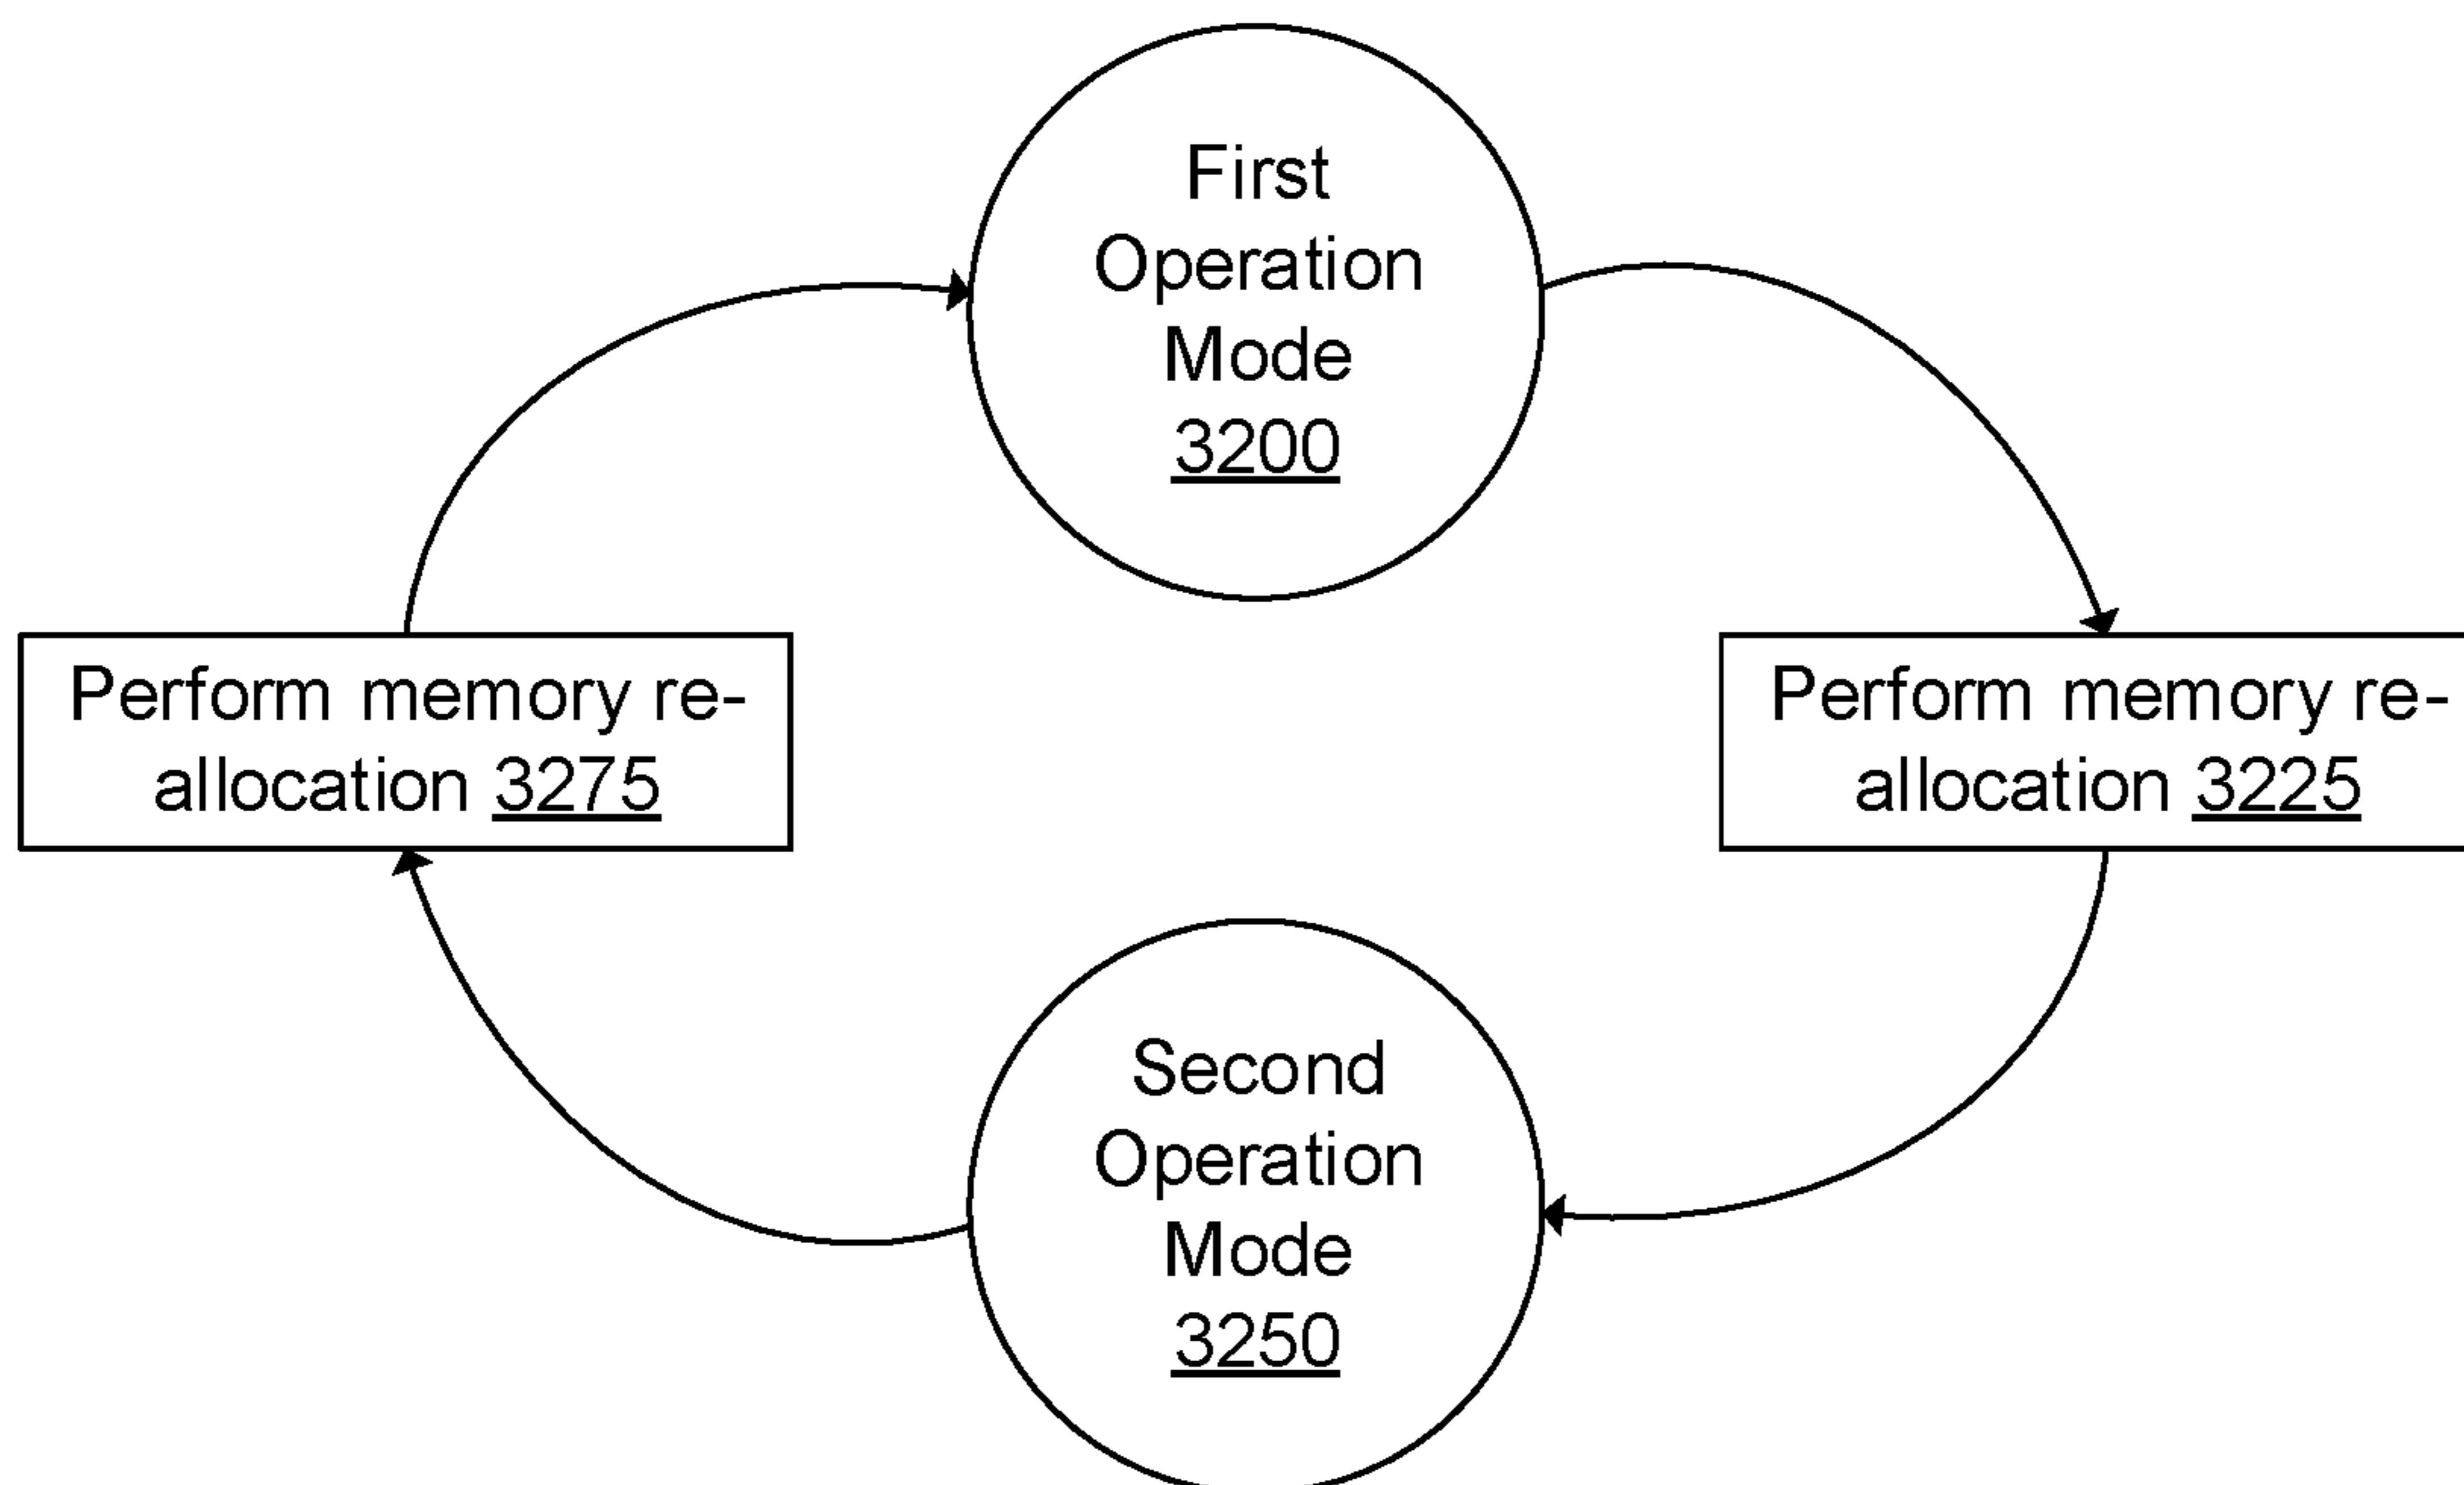 First
Operation
Mode
3200
Perform memory re-
allocation 3275
Perform memory re-
allocation 3225
Second
Operation
Mode
3250